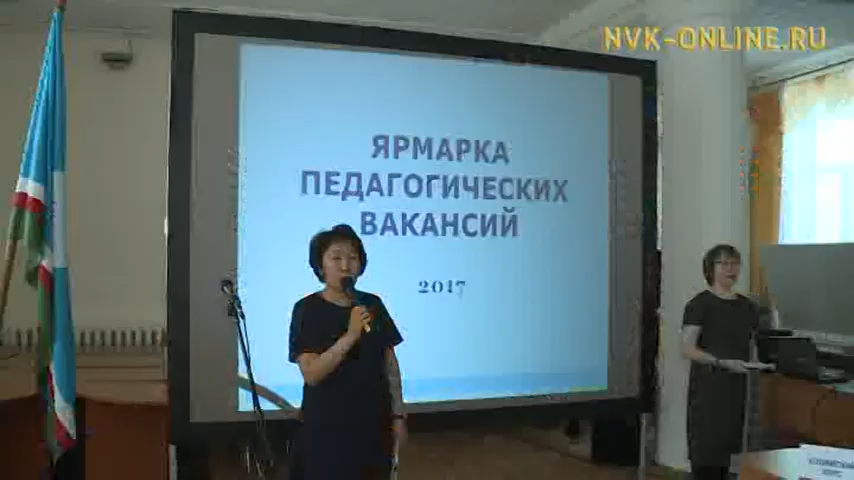 NVK-ONLINE.RU
ЯРМАРКА
ПЕДАГОГИЧЕСКИХ
ВАКАНСИЙ
2017